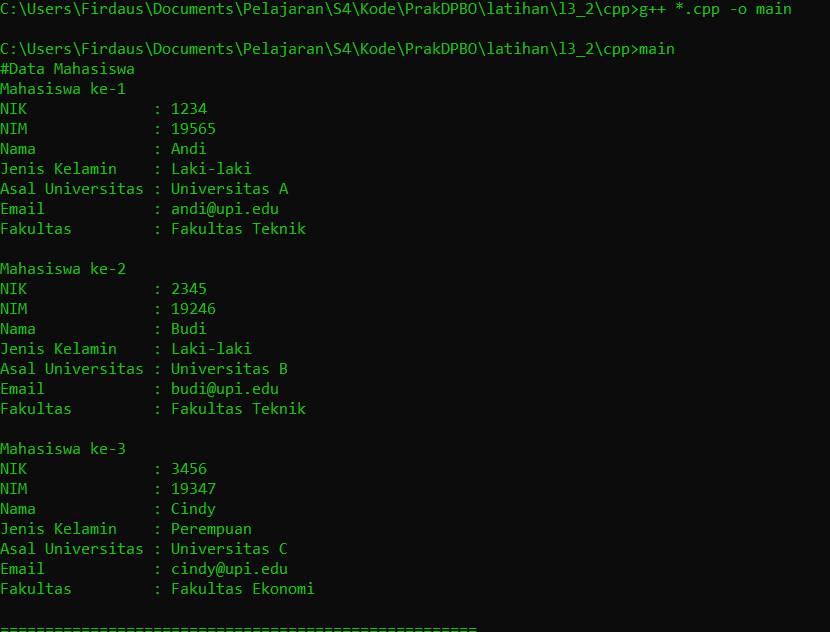 C:\Users\Firdaus\Documents\Pelajaran\S4\Kode\PrakDPBO\latihan\l3_2\cpp>g++ *.cpp -o main
C:\Users\Firdaus\Documents\Pelajaran\S4\Kode\PrakDPBO\latihan\l3_2\cpp>main
#Data Mahasiswa
Mahasiswa ke-1
NIK              : 1234
NIM              : 19565
Nama             : Andi
Jenis Kelamin    : Laki-laki
Asal Universitas : Universitas A
Email            : andi@upi.edu
Fakultas         : Fakultas Teknik
Mahasiswa ke-2
NIK              : 2345
NIM              : 19246
Nama             : Budi
Jenis Kelamin    : Laki-laki
Asal Universitas : Universitas B
Email            : budi@upi.edu
Fakultas         : Fakultas Teknik
Mahasiswa ke-3
NIK              : 3456
NIM              : 19347
Nama             : Cindy
Jenis Kelamin    : Perempuan
Asal Universitas : Universitas C
Email            : cindy@upi.edu
Fakultas         : Fakultas Ekonomi
=====================================================